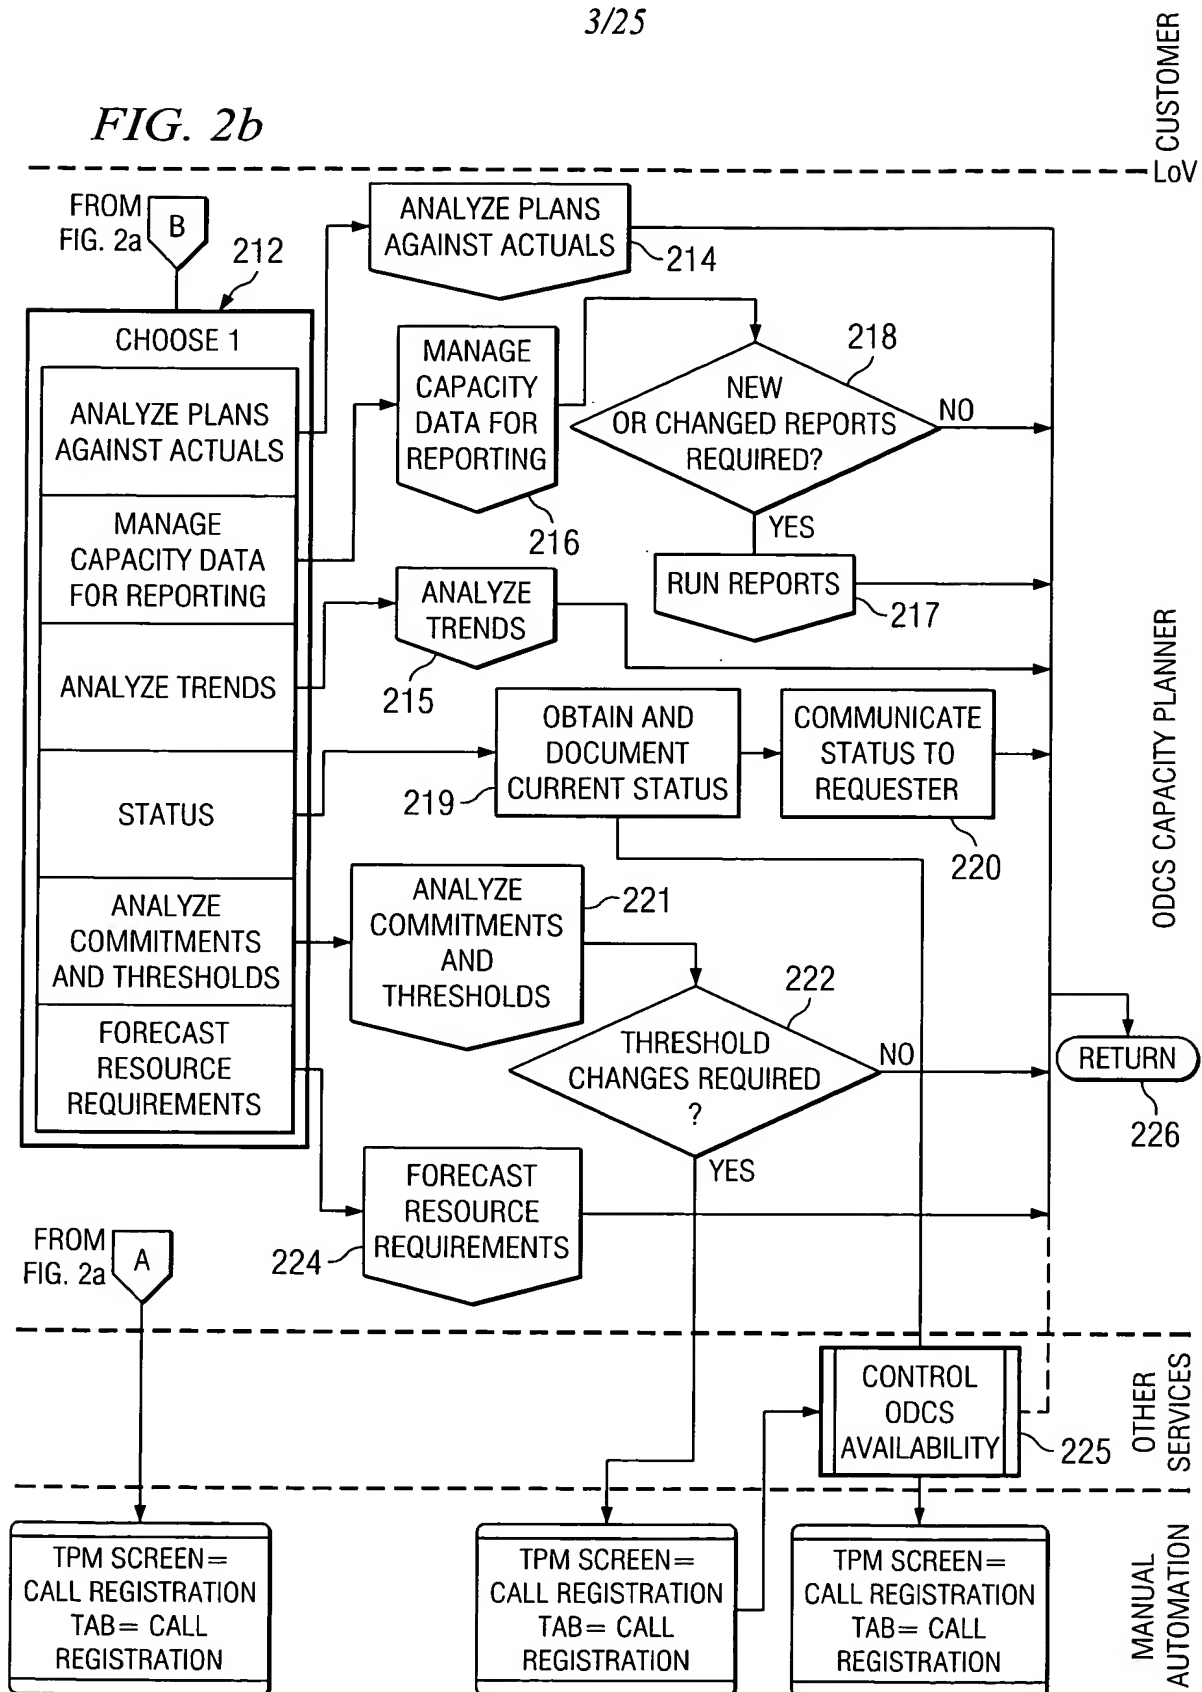 3/25
CUSTOMER
FIG. 2b
LoV
FROM
FIG. 2a
B
212
CHOOSE 1
ANALYZE PLANS
AGAINST ACTUALS
MANAGE
CAPACITY DATA
FOR REPORTING
ANALYZE TRENDS
STATUS
ANALYZE
COMMITMENTS
AND THRESHOLDS
FORECAST
RESOURCE
REQUIREMENTS
ANALYZE PLANS
AGAINST ACTUALS
214
MANAGE
CAPACITY
DATA FOR
REPORTING
216
218
NEW
OR CHANGED REPORTS
REQUIRED?
NO
YES
RUN REPORTS
217
ANALYZE
TRENDS
215
OBTAIN AND
DOCUMENT
CURRENT STATUS
219
COMMUNICATE
STATUS TO
REQUESTER
220
ANALYZE
COMMITMENTS
AND
THRESHOLDS
221
222
THRESHOLD
CHANGES REQUIRED
?
NO
YES
RETURN
226
ODCS CAPACITY PLANNER
FORECAST
RESOURCE
REQUIREMENTS
224
FROM
FIG. 2a
A
CONTROL
ODCS
AVAILABILITY
225
OTHER
SERVICES
TPM SCREEN=
CALL REGISTRATION
TAB= CALL
REGISTRATION
TPM SCREEN=
CALL REGISTRATION
TAB= CALL
REGISTRATION
TPM SCREEN=
CALL REGISTRATION
TAB= CALL
REGISTRATION
MANUAL
AUTOMATION